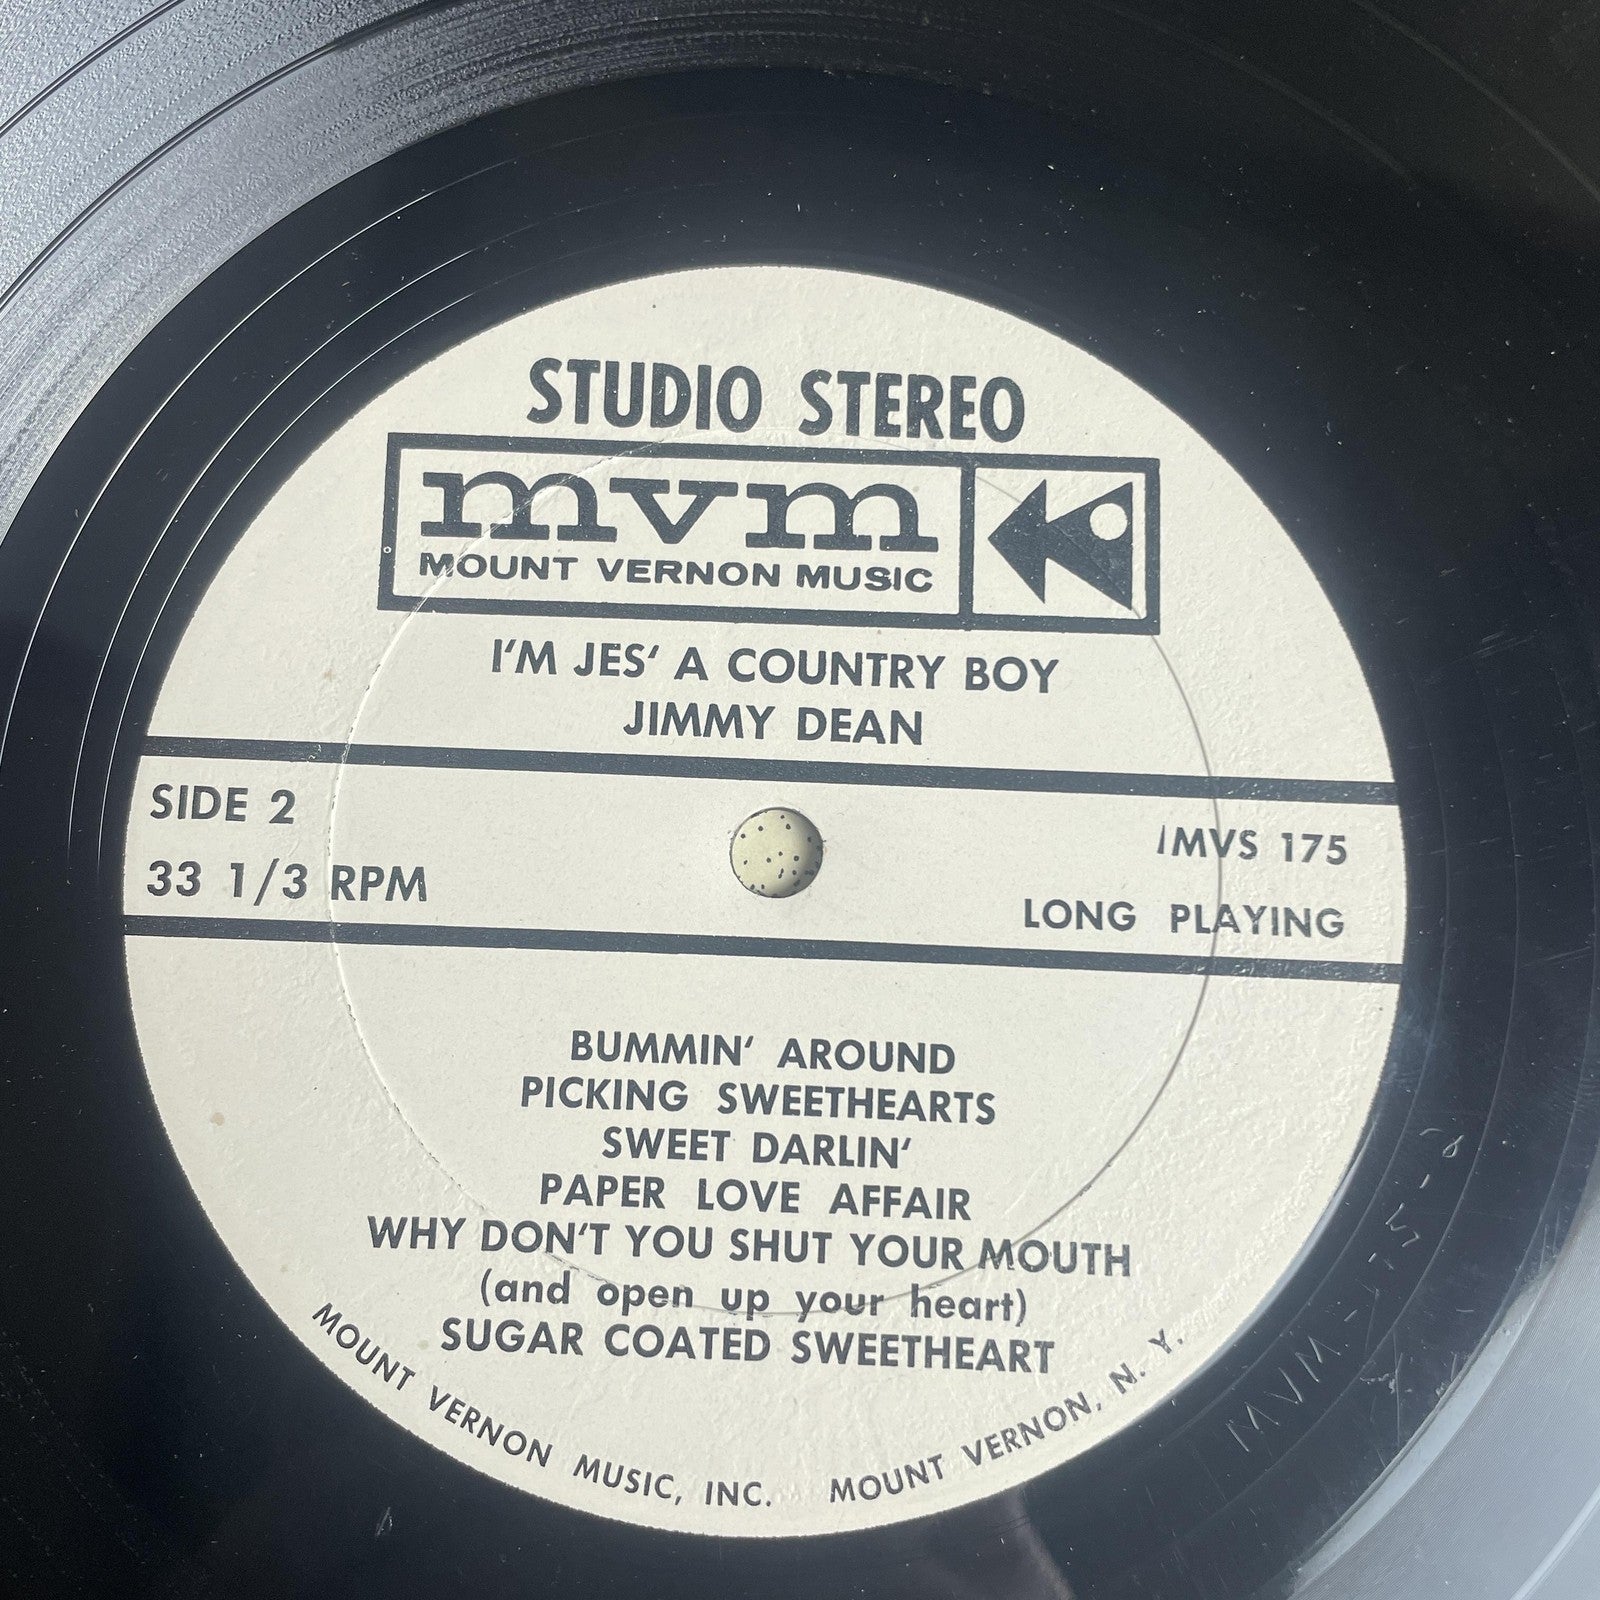 STUDIO STEREO
mvm
MOUNT VERNON MUSIC
I'M JES' A COUNTRY BOY
JIMMY DEAN
SIDE 2
33 1/3 RPM
MVS 175
LONG PLAYING
BUMMIN' AROUND
PICKING SWEETHEARTS
SWEET DARLIN'
PAPER LOVE AFFAIR
WHY DON'T YOU SHUT YOUR MOUTH
(and open up your heart)
SUGAR COATED SWEETHEART
MOUNT VERNON MUSIC, INC. MOUNT VERNON, N. Y.